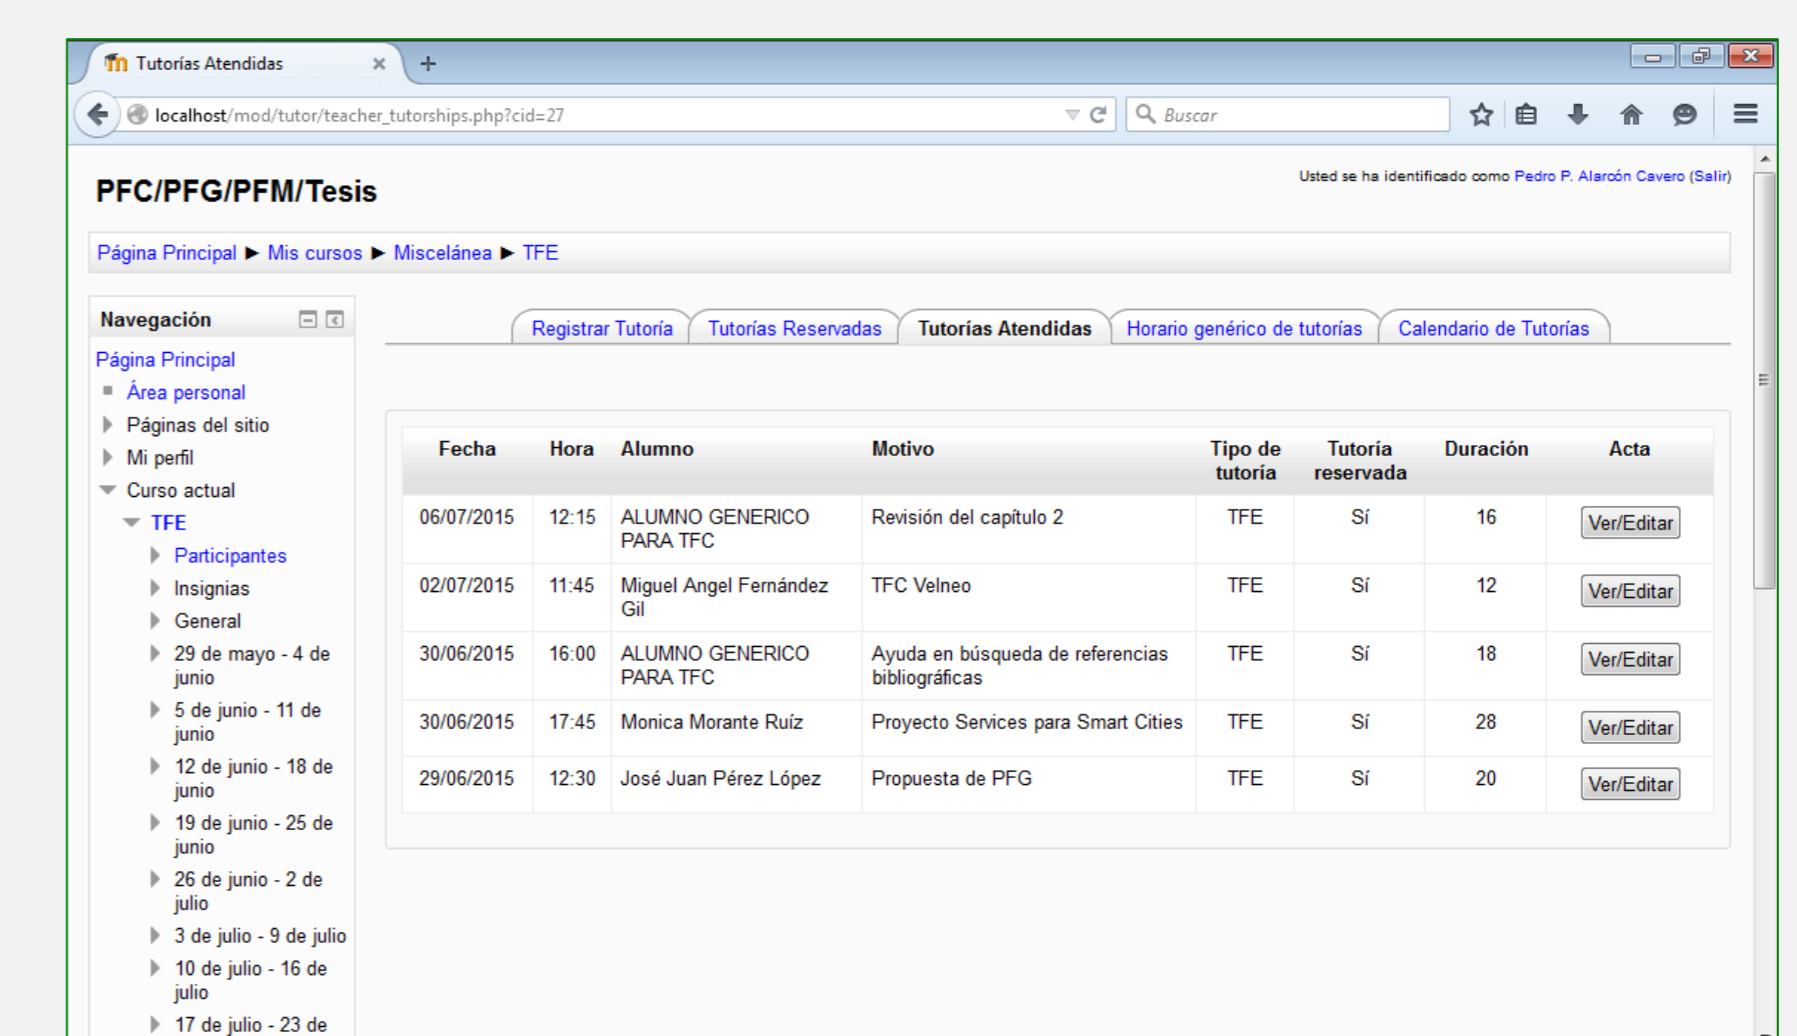 Tutorías Atendidas
localhost/mod/tutor/teacher_tutorships.php?cid=27
Buscar
PFC/PFG/PFM/Tesis
Usted se ha identificado como Pedro P. Alarcón Cavero (Salir)
Página Principal ► Mis cursos ► Miscelánea ► TFE
Navegación
Página Principal
Área personal
Páginas del sitio
Mi perfil
Curso actual
TFE
Participantes
Insignias
General
29 de mayo - 4 de
junio
5 de junio - 11 de
junio
12 de junio - 18 de
junio
19 de junio - 25 de
junio
26 de junio - 2 de
julio
3 de julio - 9 de julio
10 de julio - 16 de
julio
17 de julio - 23 de
Registrar Tutoría Tutorías Reservadas Tutorías Atendidas Horario genérico de tutorías Calendario de Tutorías
Fecha Hora Alumno Motivo Tipo de Tutoría Duración Acta
tutoría reservada
06/07/2015 12:15 ALUMNO GENERICO Revisión del capítulo 2 TFE Sí 16 Ver/Editar
PARA TFC
02/07/2015 11:45 Miguel Angel Fernández TFC Velneo TFE Sí 12 Ver/Editar
Gil
30/06/2015 16:00 ALUMNO GENERICO Ayuda en búsqueda de referencias TFE Sí 18 Ver/Editar
PARA TFC bibliográficas
30/06/2015 17:45 Monica Morante Ruíz Proyecto Services para Smart Cities TFE Sí 28 Ver/Editar
29/06/2015 12:30 José Juan Pérez López Propuesta de PFG TFE Sí 20 Ver/Editar